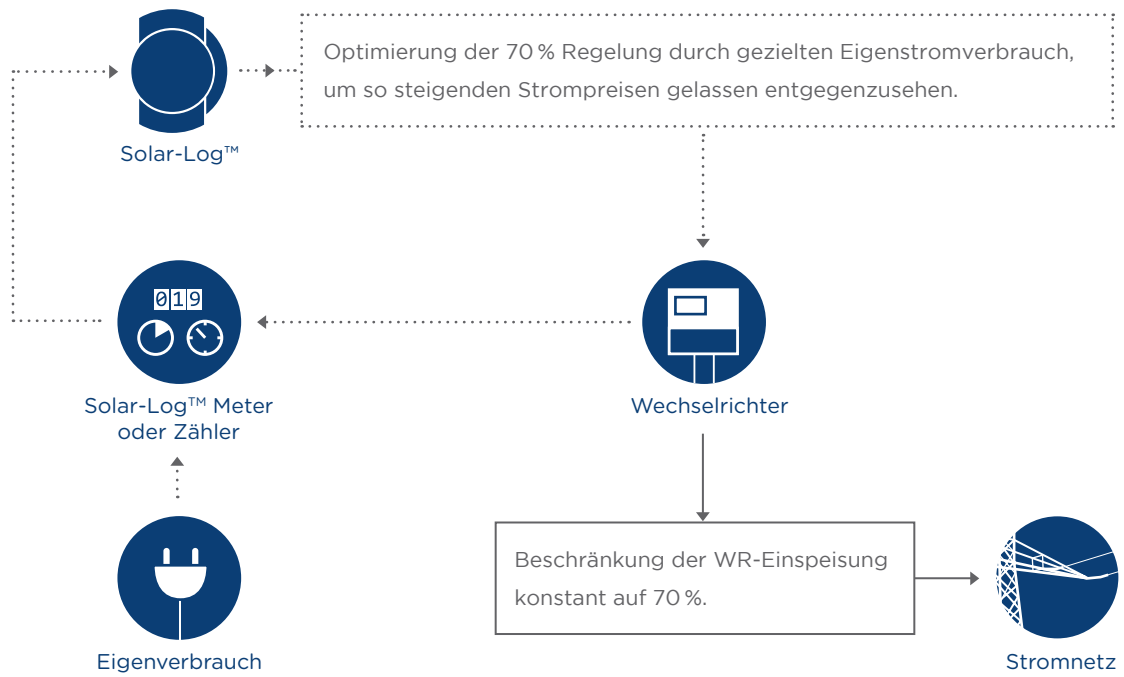 Optimierung der 70 % Regelung durch gezielten Eigenstromverbrauch,
um so steigenden Strompreisen gelassen entgegenzusehen.
Solar-Log™
019
Solar-Log™ Meter
oder Zähler
Wechselrichter
Beschränkung der WR-Einspeisung
konstant auf 70 %.
Eigenverbrauch
Stromnetz